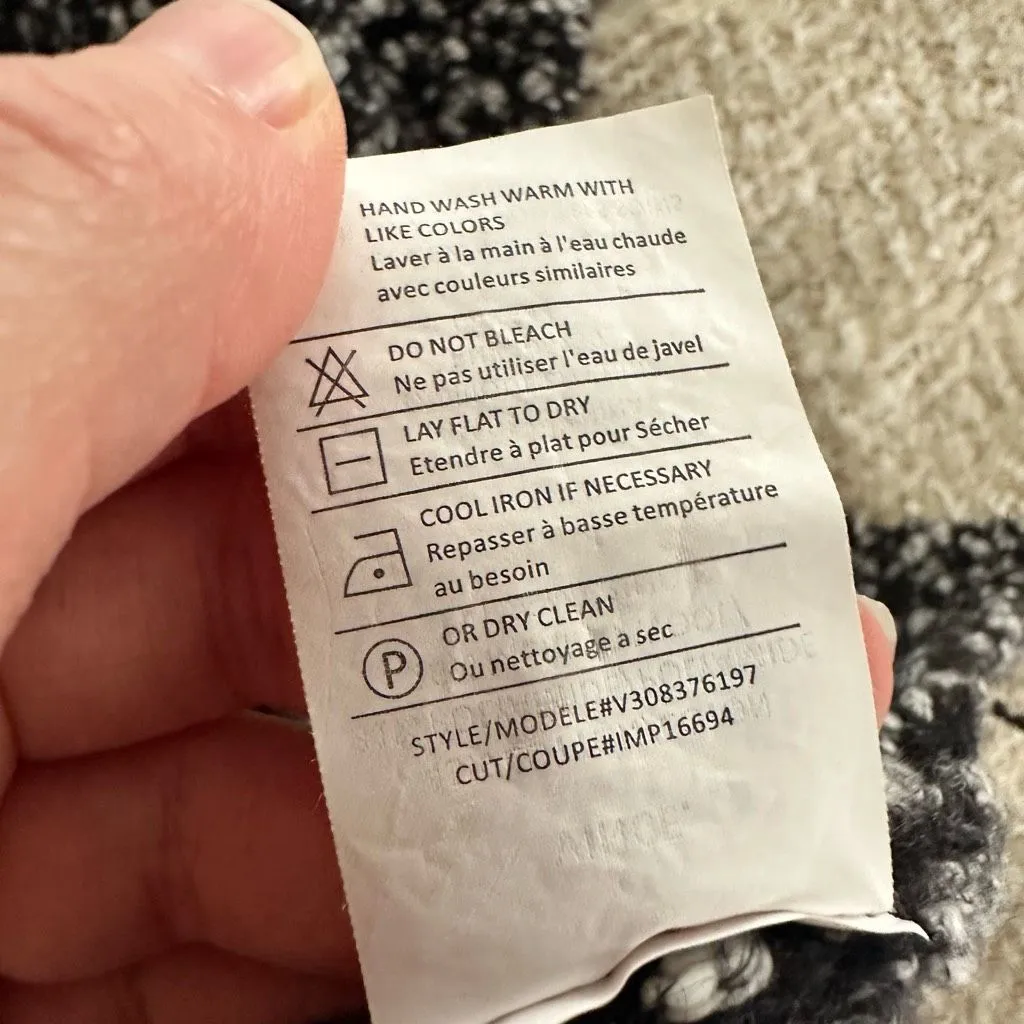 HAND WASH WARM WITH
LIKE COLORS
Laver à la main à l'eau chaude
avec couleurs similaires
DO NOT BLEACH
Ne pas utiliser l'eau de javel
LAY FLAT TO DRY
Etendre à plat pour Sécher
COOL IRON IF NECESSARY
Repasser à basse température
au besoin
P
OR DRY CLEAN
Ou nettoyage a sec
STYLE/MODELE#V308376197
CUT/COUPE#IMP16694